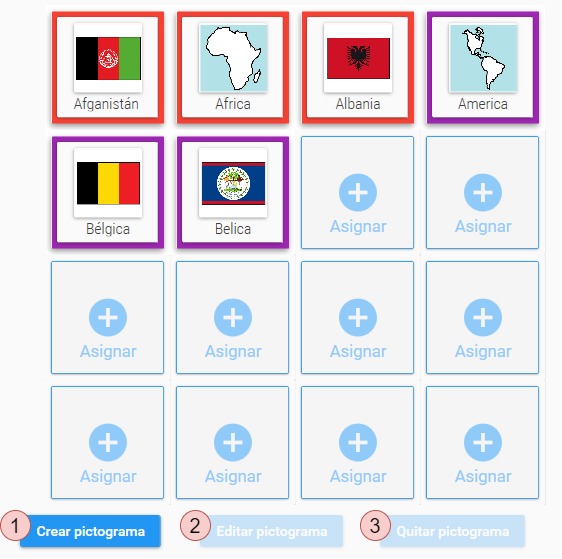 Afganistán
Africa
Albania
America
Bélgica
Belica
Asignar
Asignar
Asignar
Asignar
Asignar
Asignar
Asignar
Asignar
Asignar
Asignar
1 Crear pictograma
2 Editar pictograma
3 Quitar pictograma